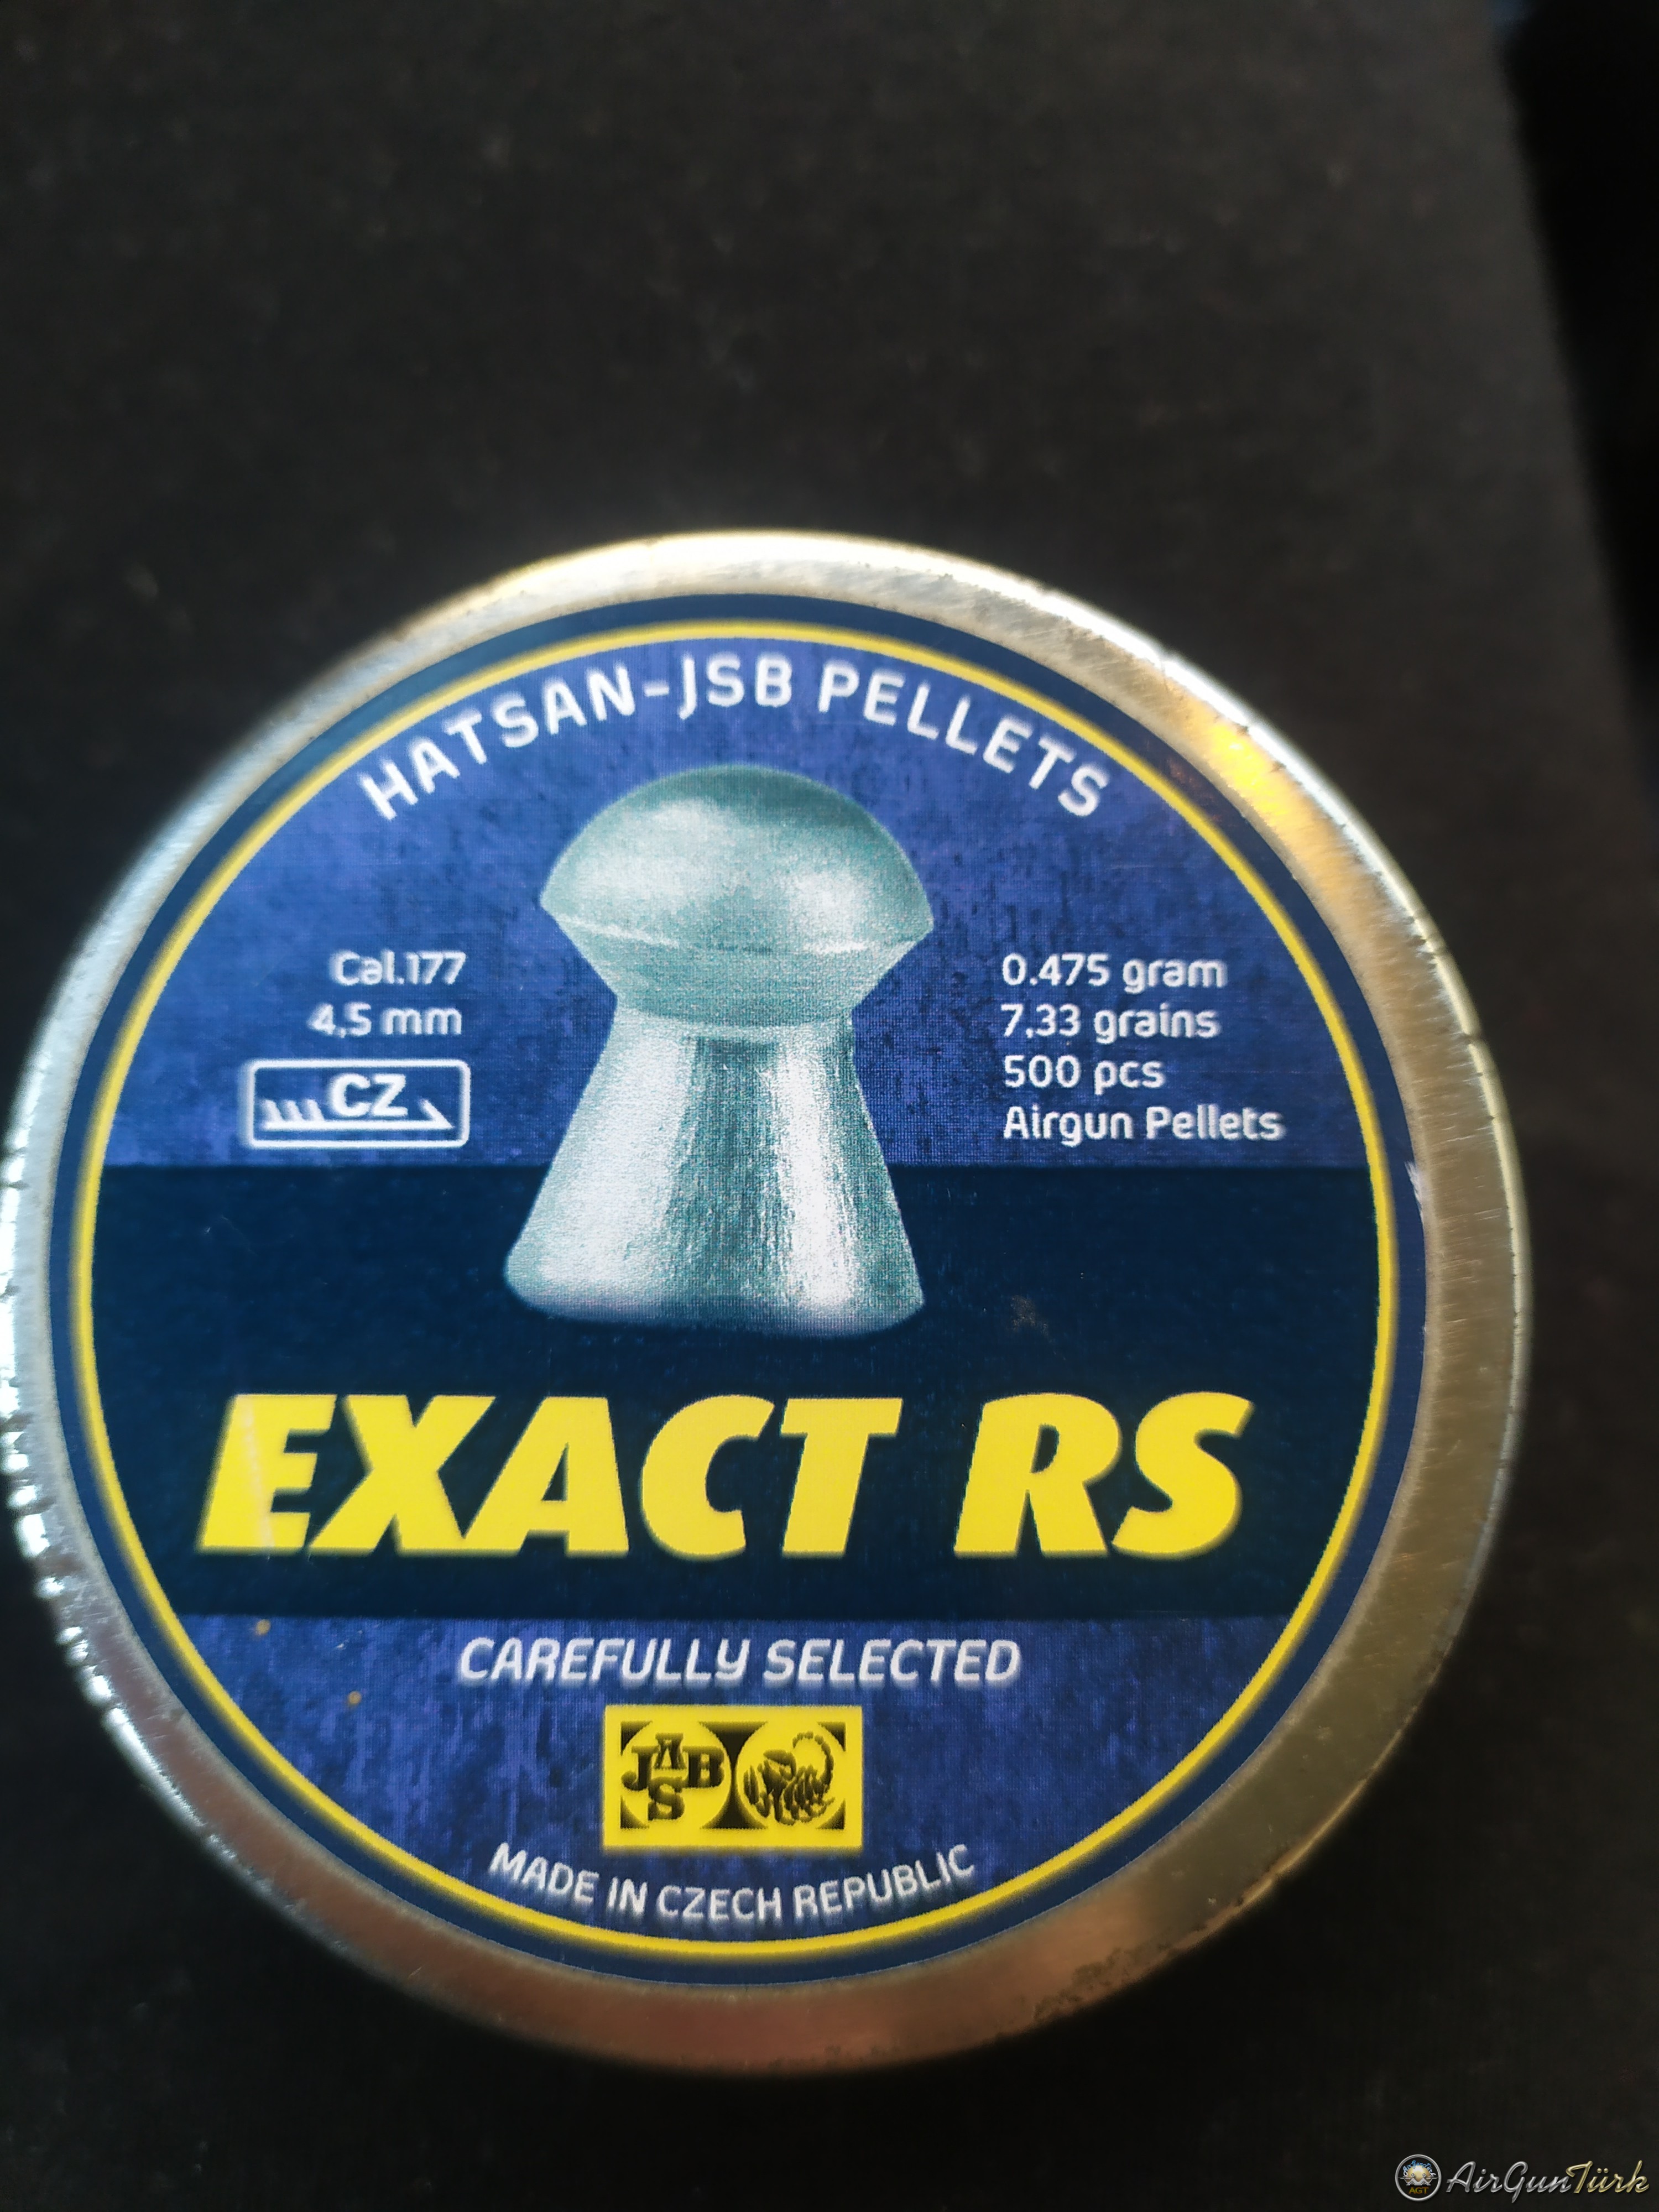 HATSAN-JSB PELLETS
Cal.177
4,5 mm
CZ
0.475 gram
7,33 grains
500 pcs
Airgun Pellets
EXACT RS
CAREFULLY SELECTED
JSB
MADE IN CZECH REPUBLIC
AirGunTürk
AGT